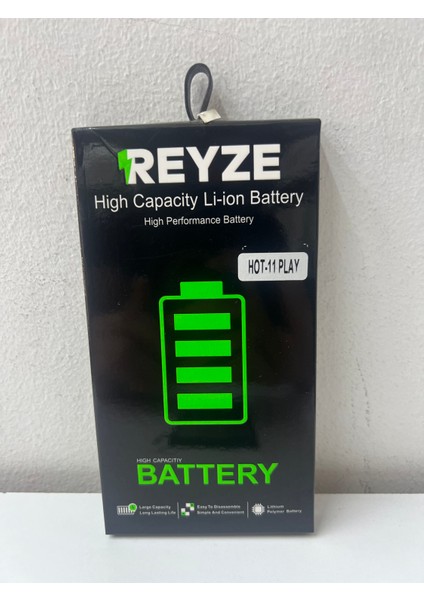 REYZE
High Capacity Li-ion Battery
High Performance Battery
HOT-11 PLAY
HIGH CAPACITIY
BATTERY
Large Capacity
Long Lasting Life
Easy To Disassemble
Simple And Convenient
Lithium
Polymer Battery